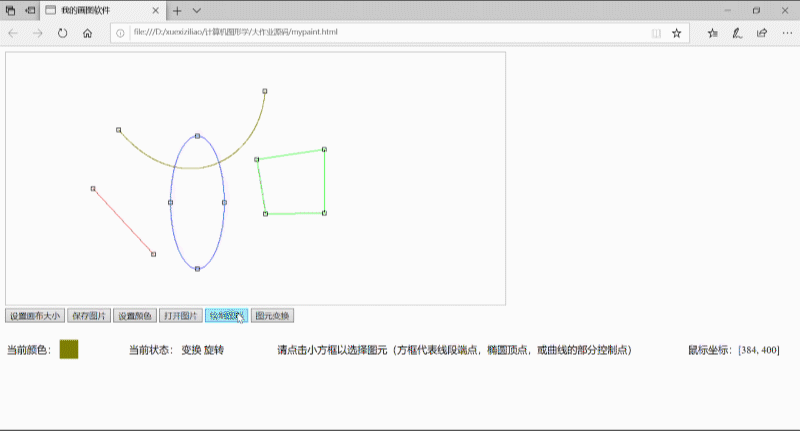 我的画图软件
file:///D:/xuexiziliao/计算机图形学/大作业源码/mypaint.html
设置画布大小 保存图片 设置颜色 打开图片 图元变换
当前颜色： 当前状态： 变换 旋转 请点击小方框以选择图元（方框代表线段端点，椭圆顶点，或曲线的部分控制点） 鼠标坐标：[384, 400]